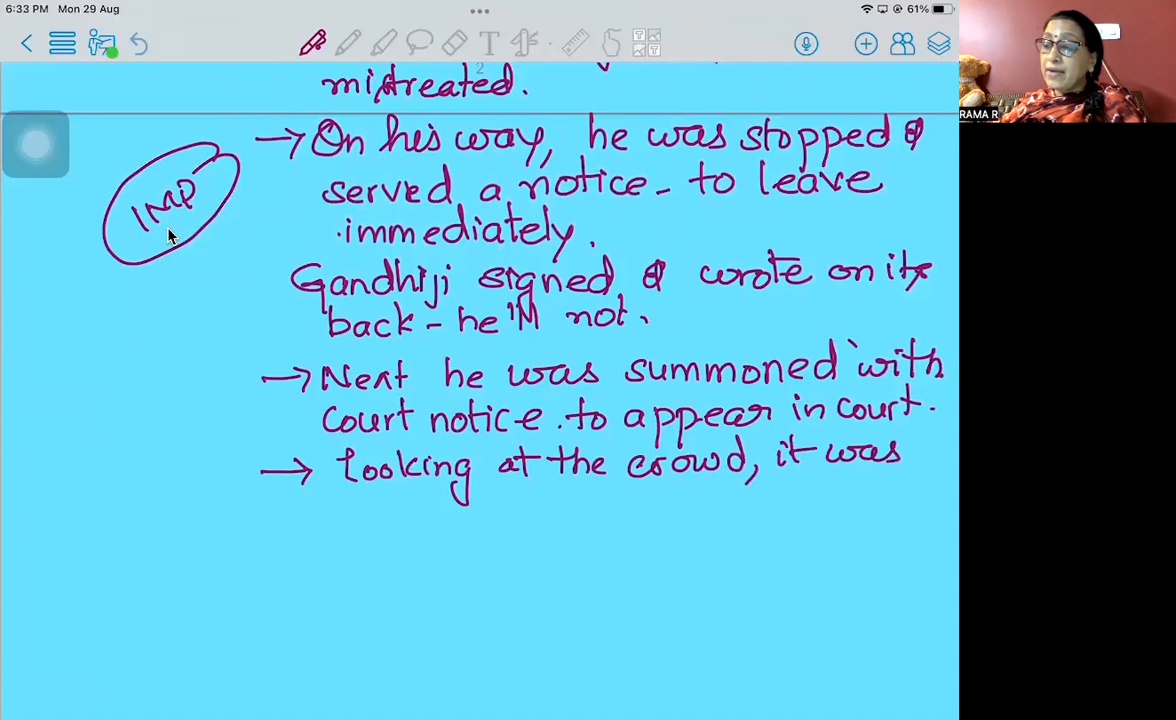 6:33 PM Mon 29 Aug
61%
RAMA R
2
mistreated.
→ On his way, he was stopped &
served a notice - to leave
immediately.
IMP
Gandhiji signed & wrote on its
back - he'll not.
→ Next he was summoned with
court notice. to appear in court.
→ looking at the crowd, it was